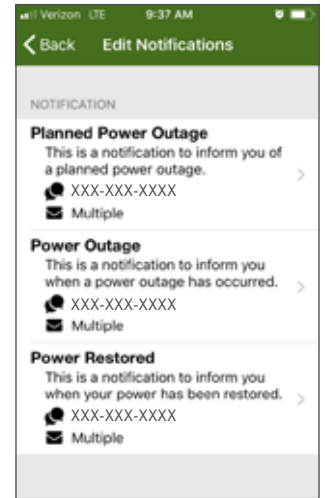 Verizon LTE 9:37 AM
Back Edit Notifications
NOTIFICATION
Planned Power Outage
This is a notification to inform you of
a planned power outage.
XXX-XXX-XXXX
Multiple
Power Outage
This is a notification to inform you
when a power outage has occurred.
XXX-XXX-XXXX
Multiple
Power Restored
This is a notification to inform you
when your power has been restored.
XXX-XXX-XXXX
Multiple